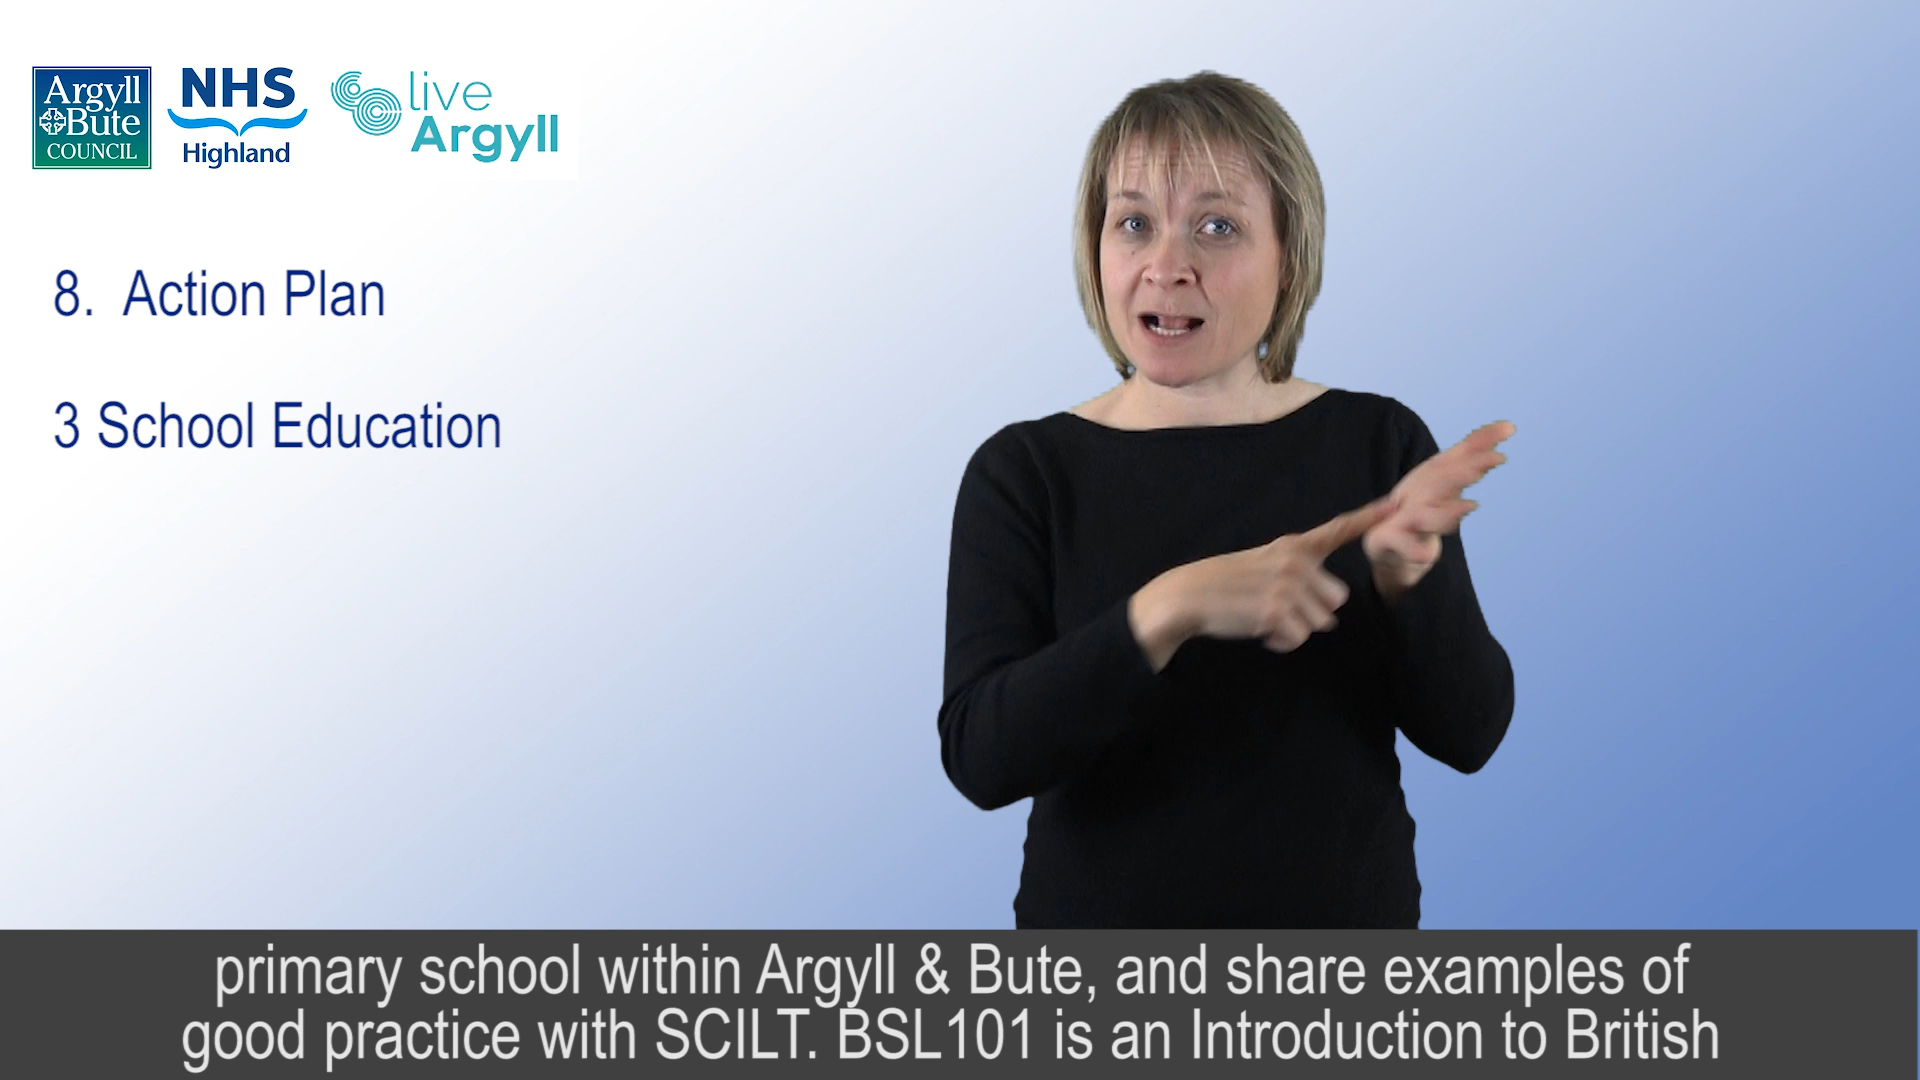 Argyll
& Bute
COUNCIL
NHS
Highland
live
Argyll
8. Action Plan
3 School Education
primary school within Argyll & Bute, and share examples of
good practice with SCILT. BSL101 is an Introduction to British